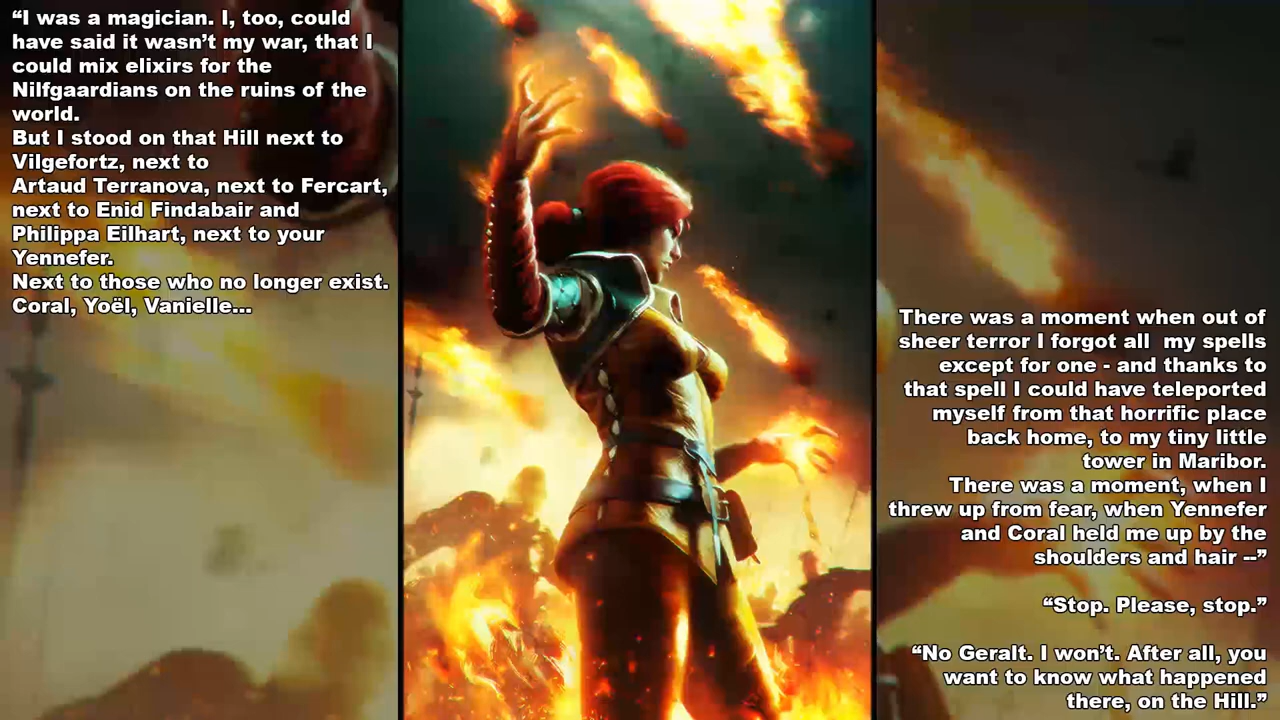 “I was a magician. I, too, could
have said it wasn’t my war, that I
could mix elixirs for the
Nilfgaardians on the ruins of the
world.
But I stood on that Hill next to
Vilgefortz, next to
Artaud Terranova, next to Fercart,
next to Enid Findabair and
Philippa Eilhart, next to your
Yennefer.
Next to those who no longer exist.
Coral, Yoël, Vanielle...
There was a moment when out of
sheer terror I forgot all  my spells
except for one - and thanks to
that spell I could have teleported
myself from that horrific place
back home, to my tiny little
tower in Maribor.
There was a moment, when I
threw up from fear, when Yennefer
and Coral held me up by the
shoulders and hair --”
“Stop. Please, stop.”
“No Geralt. I won’t. After all, you
want to know what happened
there, on the Hill.”